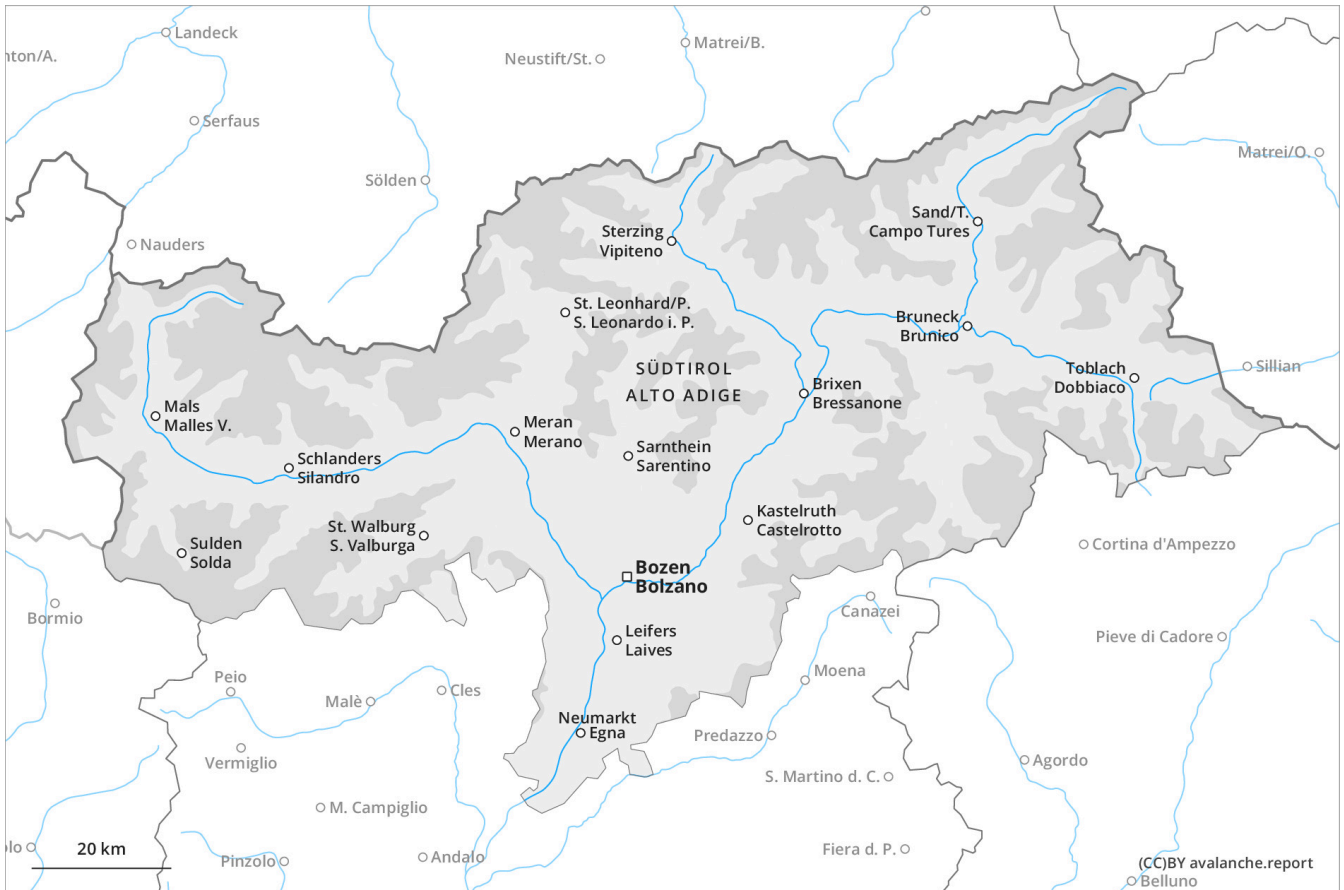 Landeck
nton/A.
Matrei/B.
Neustift/St.
Serfaus
Matrei/O.
Sölden
Nauders
Sand/T.
Campo Tures
Sterzing
Vipiteno
St. Leonhard/P.
S. Leonardo i. P.
Bruneck
Brunico
SÜDTIROL
ALTO ADIGE
Toblach
Dobbiaco
Sillian
Brixen
Bressanone
Mals
Malles V.
Meran
Merano
Sarnthein
Sarentino
Schlanders
Silandro
Kastelruth
Castelrotto
St. Walburg
S. Valburga
Sulden
Solda
Cortina d'Ampezzo
Bozen
Bolzano
Bormio
Canazei
Leifers
Laives
Pieve di Cadore
Peio
Moena
Malè
Cles
Neumarkt
Egna
Predazzo
Vermiglio
Agordo
S. Martino d. C.
M. Campiglio
20 km
olo
Pinzolo
Andalo
Fiera d. P.
(CC)BY avalanche.report
Belluno